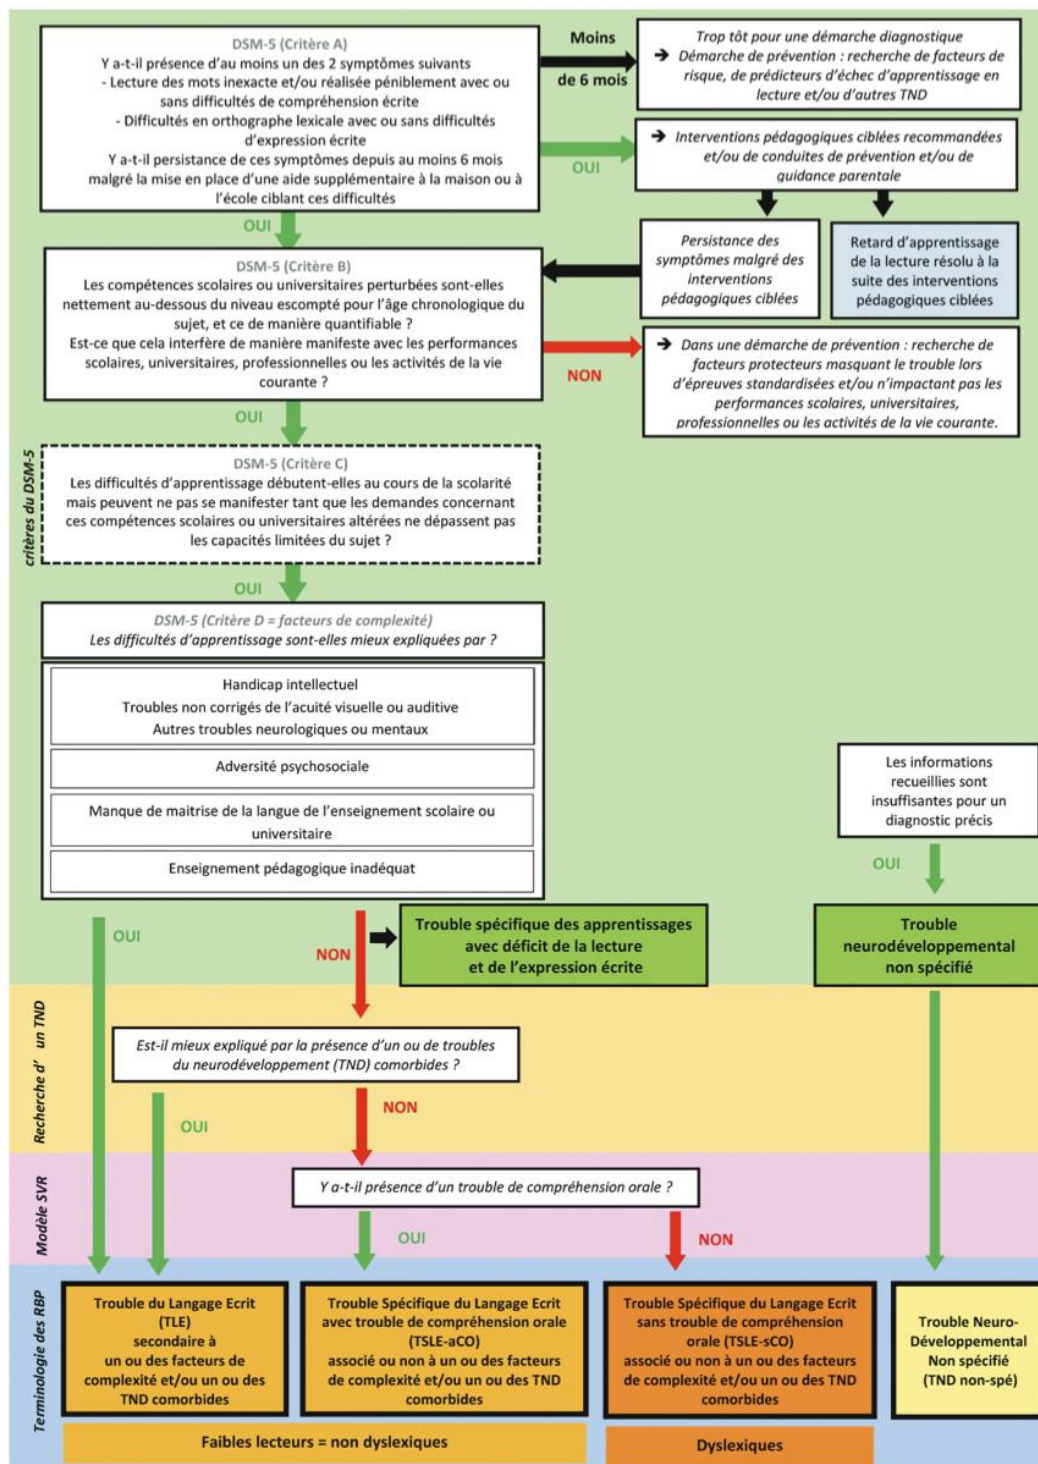 DSM-5 (Critère A)
Y a-t-il présence d'au moins un des 2 symptômes suivants
- Lecture des mots inexacte et/ou réalisée péniblement avec ou
sans difficultés de compréhension écrite
- Difficultés en orthographe lexicale avec ou sans difficultés
d'expression écrite
Y a-t-il persistance de ces symptômes depuis au moins 6 mois
malgré la mise en place d'une aide supplémentaire à la maison ou à
l'école ciblant ces difficultés
Moins
de 6 mois
Trop tôt pour une démarche diagnostique
➔ Démarche de prévention : recherche de facteurs de
risque, de prédicteurs d'échec d'apprentissage en
lecture et/ou d'autres TND
OUI
➔ Interventions pédagogiques ciblées recommandées
et/ou de conduites de prévention et/ou de
guidance parentale
OUI
Persistance des
symptômes malgré des
interventions
pédagogiques ciblées
Retard d'apprentissage
de la lecture résolu à la
suite des interventions
pédagogiques ciblées
DSM-5 (Critère B)
Les compétences scolaires ou universitaires perturbées sont-elles
nettement au-dessous du niveau escompté pour l'âge chronologique du
sujet, et ce de manière quantifiable ?
Est-ce que cela interfère de manière manifeste avec les performances
scolaires, universitaires, professionnelles ou les activités de la vie
courante ?
NON
➔ Dans une démarche de prévention : recherche de
facteurs protecteurs masquant le trouble lors
d'épreuves standardisées et/ou n'impactant pas les
performances scolaires, universitaires,
professionnelles ou les activités de la vie courante.
OUI
critères du DSM-5
DSM-5 (Critère C)
Les difficultés d'apprentissage débutent-elles au cours de la scolarité
mais peuvent ne pas se manifester tant que les demandes concernant
ces compétences scolaires ou universitaires altérées ne dépassent pas
les capacités limitées du sujet ?
OUI
DSM-5 (Critère D = facteurs de complexité)
Les difficultés d'apprentissage sont-elles mieux expliquées par ?
Handicap intellectuel
Troubles non corrigés de l'acuité visuelle ou auditive
Autres troubles neurologiques ou mentaux
Adversité psychosociale
Manque de maitrise de la langue de l'enseignement scolaire ou
universitaire
Enseignement pédagogique inadéquat
Les informations
recueillies sont
insuffisantes pour un
diagnostic précis
OUI
OUI
NON
Trouble spécifique des apprentissages
avec déficit de la lecture
et de l'expression écrite
Trouble
neurodéveloppemental
non spécifié
Recherche d' un TND
Est-il mieux expliqué par la présence d'un ou de troubles
du neurodéveloppement (TND) comorbides ?
OUI
NON
Modèle SVR
Y a-t-il présence d'un trouble de compréhension orale ?
OUI
NON
Terminologie des RBP
Trouble du Langage Ecrit
(TLE)
secondaire à
un ou des facteurs de
complexité et/ou un ou des
TND comorbides
Trouble Spécifique du Langage Ecrit
avec trouble de compréhension orale
(TSLE-aCO)
associé ou non à un ou des facteurs
de complexité et/ou un ou des TND
comorbides
Trouble Spécifique du Langage Ecrit
sans trouble de compréhension
orale (TSLE-sCO)
associé ou non à un ou des facteurs
de complexité et/ou un ou des TND
comorbides
Trouble Neuro-
Développemental
Non spécifié
(TND non-spé)
Faibles lecteurs = non dyslexiques
Dyslexiques